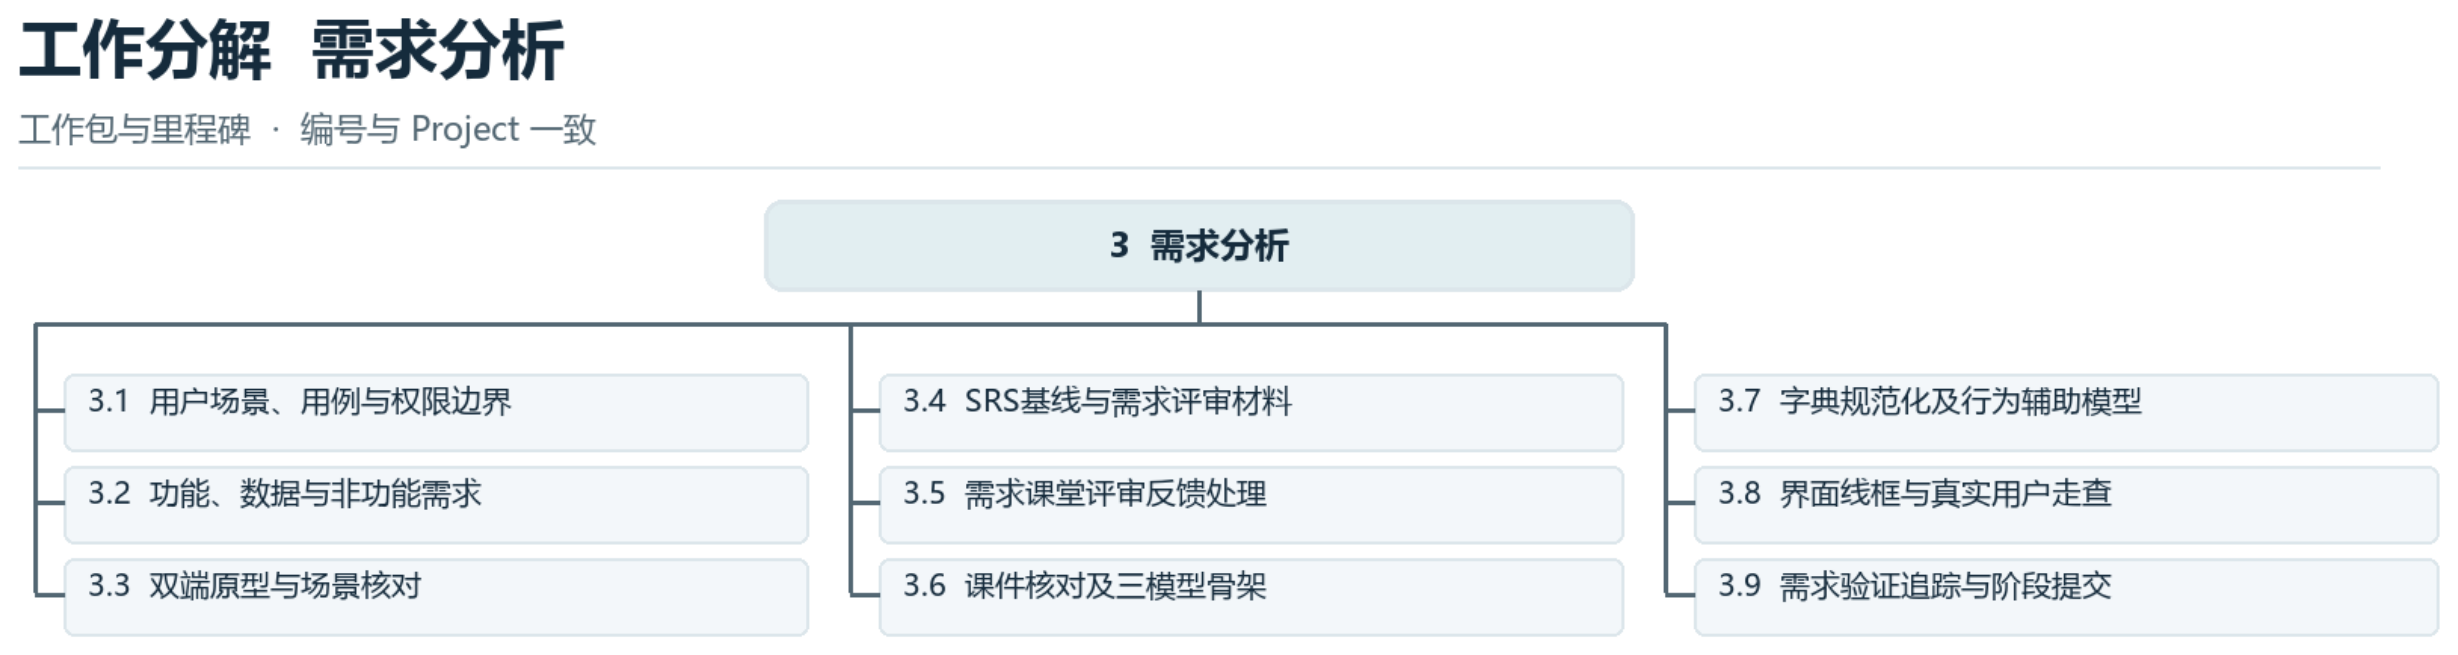 工作分解 需求分析
工作包与里程碑 · 编号与 Project 一致
3 需求分析
3.1 用户场景、用例与权限边界
3.2 功能、数据与非功能需求
3.3 双端原型与场景核对
3.4 SRS基线与需求评审材料
3.5 需求课堂评审反馈处理
3.6 课件核对及三模型骨架
3.7 字典规范化及行为辅助模型
3.8 界面线框与真实用户走查
3.9 需求验证追踪与阶段提交